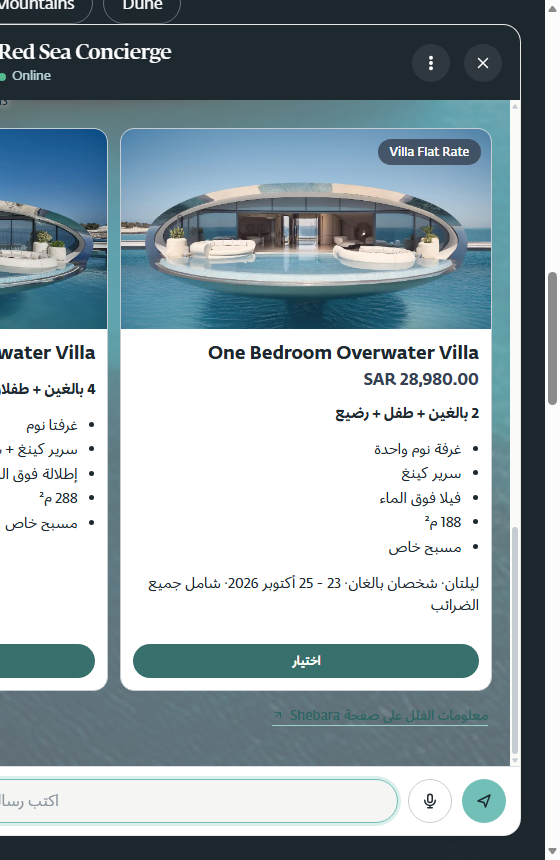 Mountains
Dune
Red Sea Concierge
Online
Villa Flat Rate
One Bedroom Overwater Villa
SAR 28,980.00
2 بالغين + طفل + رضيع
غرفة نوم واحدة
سرير كينغ
فيلا فوق الماء
188 م²
مسبح خاص
ليلتان· شخصان بالغان· 23 - 25 أكتوبر 2026· شامل جميع
الضرائب
اختيار
water Villa
4 بالغين +
غرفتا نوم
سرير كينغ +
إطلالة فوق
288 م²
مسبح خاص
معلومات الفلل على صفحة Shebara
اكتب